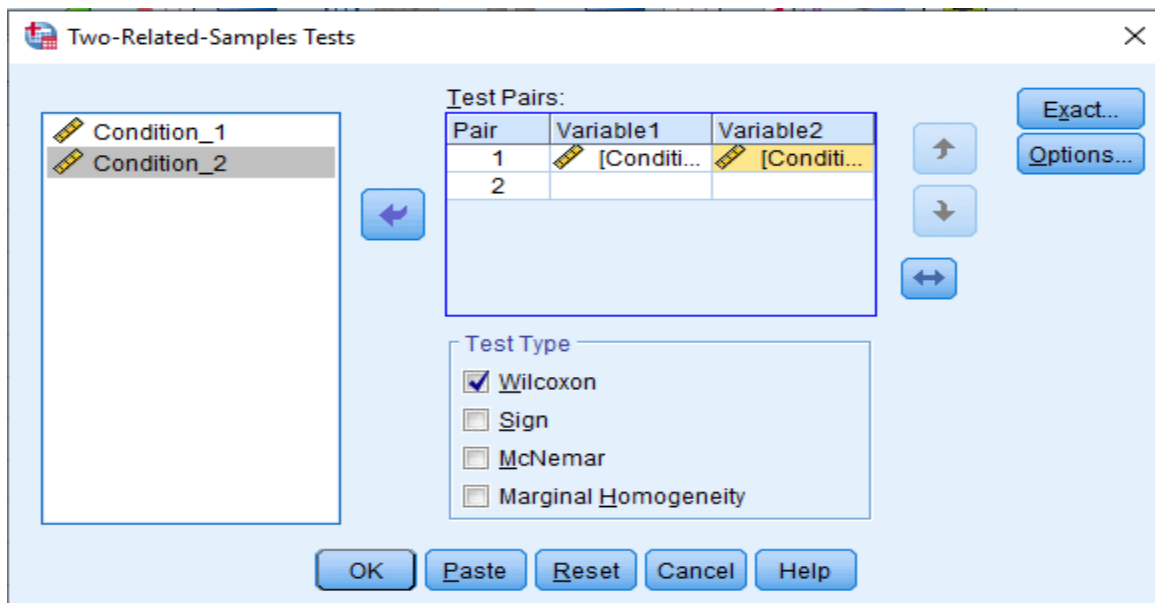 Two-Related-Samples Tests
Condition_1
Condition_2
Test Pairs:
Pair Variable1 Variable2
1 [Conditi... [Conditi...
2
Exact...
Options...
Test Type
Wilcoxon
Sign
McNemar
Marginal Homogeneity
OK Paste Reset Cancel Help